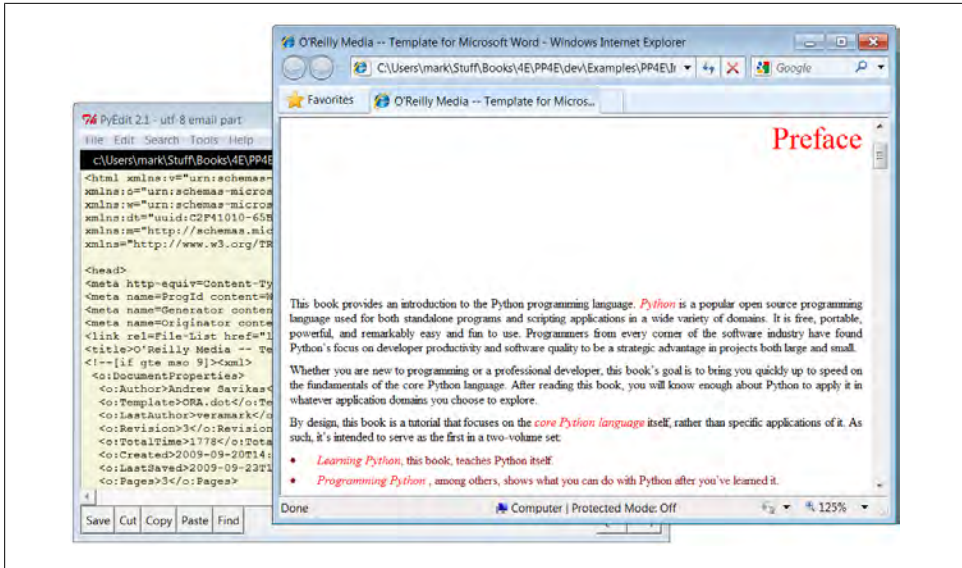 O'Reilly Media -- Template for Microsoft Word - Windows Internet Explorer
C:\Users\mark\Stuff\Books\4E\PP4E\dev\Examples\PP4E\Ir
Google
Favorites
O'Reilly Media -- Template for Micros...
PyEdit 2.1 - utf-8 email part
File Edit Search Tools Help
c:\Users\mark\Stuff\Books\4E\PP4E
<html xmlns:v="urn:schemas-
xmlns:o="urn:schemas-micros
xmlns:w="urn:schemas-micros
xmlns:dt="uuid:C2F41010-65B
xmlns:m="http://schemas.mic
xmlns="http://www.w3.org/TR
<head>
<meta http-equiv=Content-Ty
<meta name=ProgId content=W
<meta name=Generator conten
<meta name=Originator conte
<link rel=File-List href="L
<title>O'Reilly Media -- Te
<!--[if gte mso 9]><xml>
<o:DocumentProperties>
<o:Author>Andrew Savikas<
<o:Template>ORA.dot</o:Te
<o:LastAuthor>veramark</o
<o:Revision>3</o:Revision
<o:TotalTime>1778</o:Tota
<o:Created>2009-09-20T14:
<o:LastSaved>2009-09-23T1
<o:Pages>3</o:Pages>
Save Cut Copy Paste Find
Preface
This book provides an introduction to the Python programming language. Python is a popular open source programming
language used for both standalone programs and scripting applications in a wide variety of domains. It is free, portable,
powerful, and remarkably easy and fun to use. Programmers from every corner of the software industry have found
Python's focus on developer productivity and software quality to be a strategic advantage in projects both large and small.
Whether you are new to programming or a professional developer, this book's goal is to bring you quickly up to speed on
the fundamentals of the core Python language. After reading this book, you will know enough about Python to apply it in
whatever application domains you choose to explore.
By design, this book is a tutorial that focuses on the core Python language itself, rather than specific applications of it. As
such, it's intended to serve as the first in a two-volume set:
• Learning Python, this book, teaches Python itself.
• Programming Python , among others, shows what you can do with Python after you've learned it.
Done
Computer | Protected Mode: Off
125%